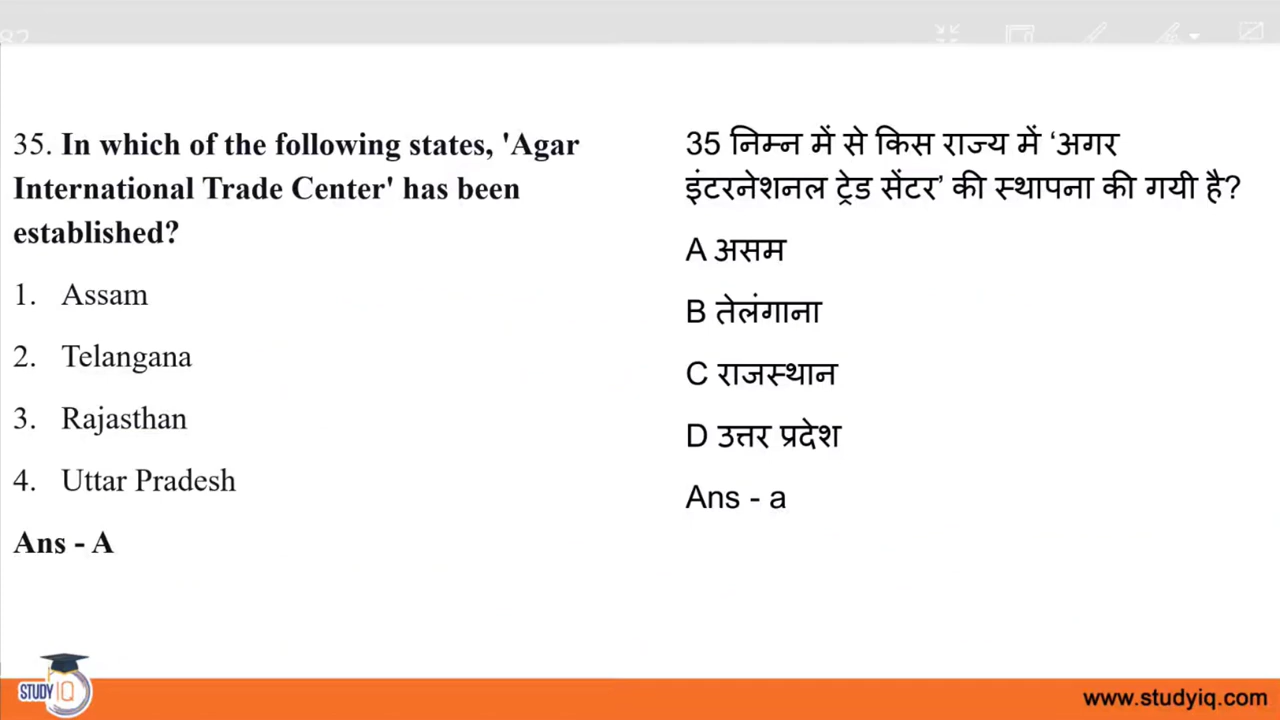 82
35. In which of the following states, 'Agar
International Trade Center' has been
established?
1. Assam
2. Telangana
3. Rajasthan
4. Uttar Pradesh
Ans - A
35 निम्न में से किस राज्य में ‘अगर
इंटरनेशनल ट्रेड सेंटर’ की स्थापना की गयी है?
A असम
B तेलंगाना
C राजस्थान
D उत्तर प्रदेश
Ans - a
STUDY IQ
www.studyiq.com